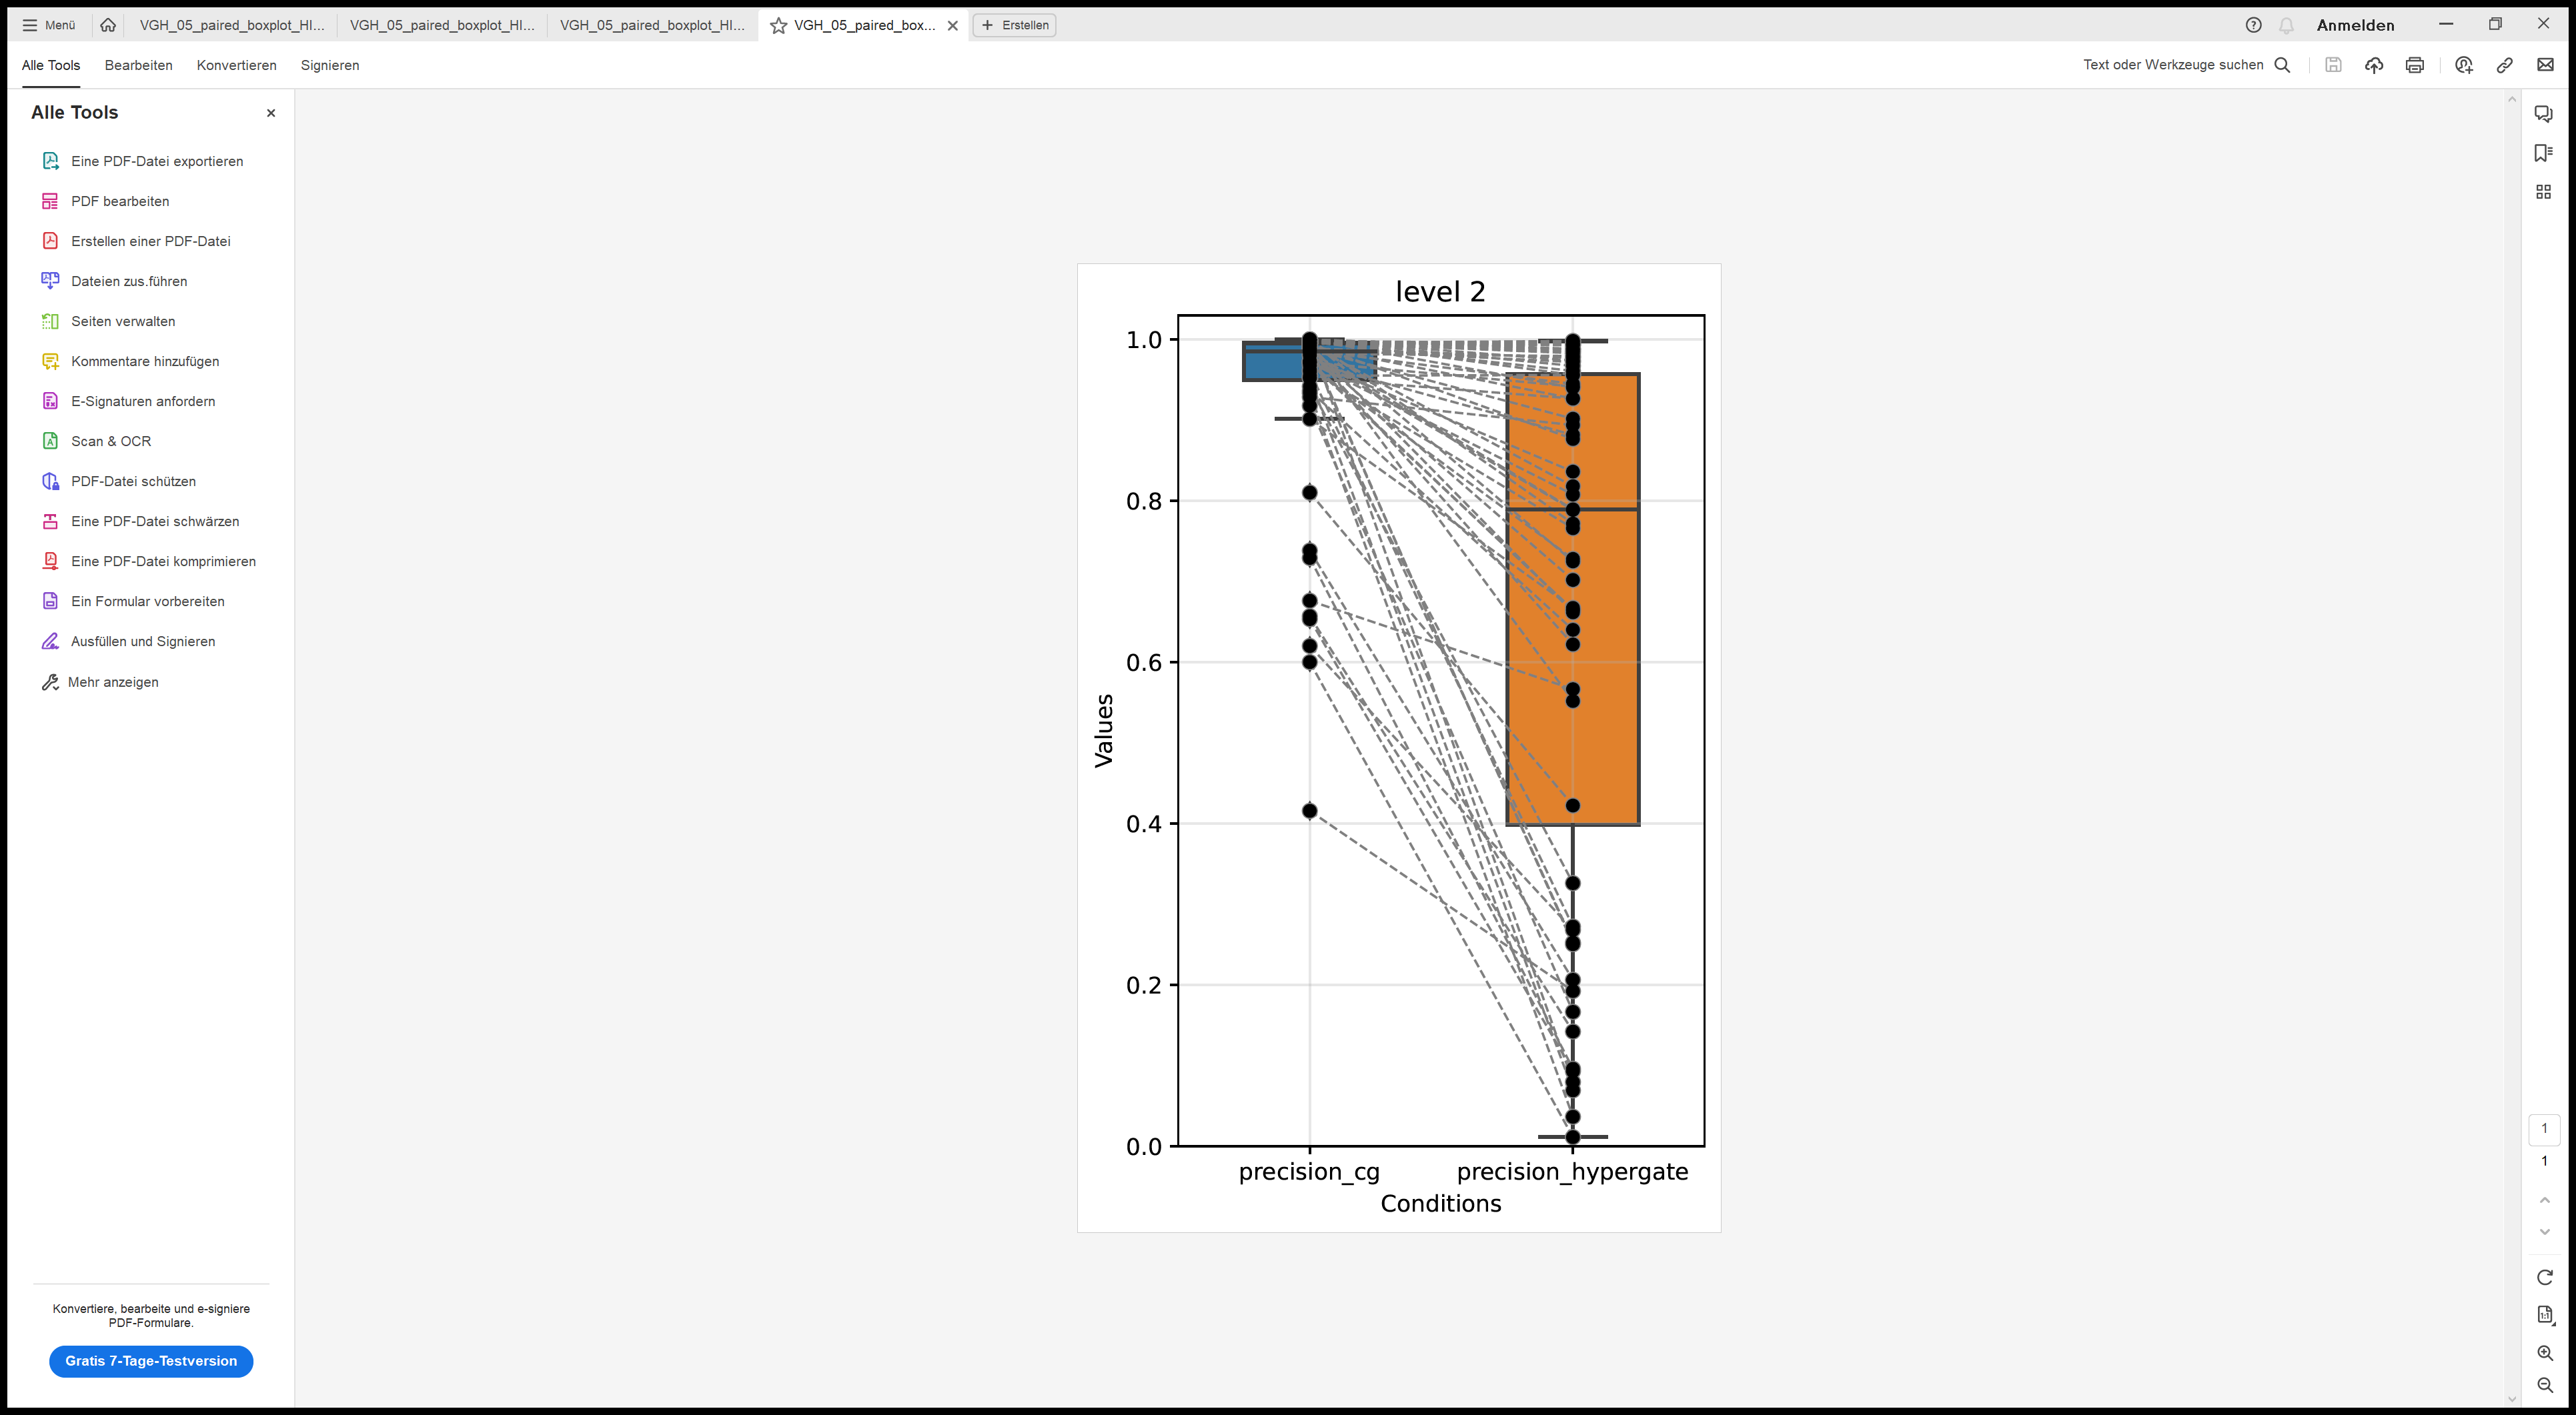 Menü
VGH_05_paired_boxplot_HI...
VGH_05_paired_boxplot_HI...
VGH_05_paired_boxplot_HI...
VGH_05_paired_box...
Erstellen
Anmelden
Alle Tools
Bearbeiten
Konvertieren
Signieren
Text oder Werkzeuge suchen
Alle Tools
Eine PDF-Datei exportieren
PDF bearbeiten
Erstellen einer PDF-Datei
Dateien zus.führen
Seiten verwalten
Kommentare hinzufügen
E-Signaturen anfordern
Scan & OCR
PDF-Datei schützen
Eine PDF-Datei schwärzen
Eine PDF-Datei komprimieren
Ein Formular vorbereiten
Ausfüllen und Signieren
Mehr anzeigen
Konvertiere, bearbeite und e-signiere
PDF-Formulare.
Gratis 7-Tage-Testversion
level 2
1.0
0.8
0.6
0.4
0.2
0.0
Values
precision_cg
precision_hypergate
Conditions
1
1